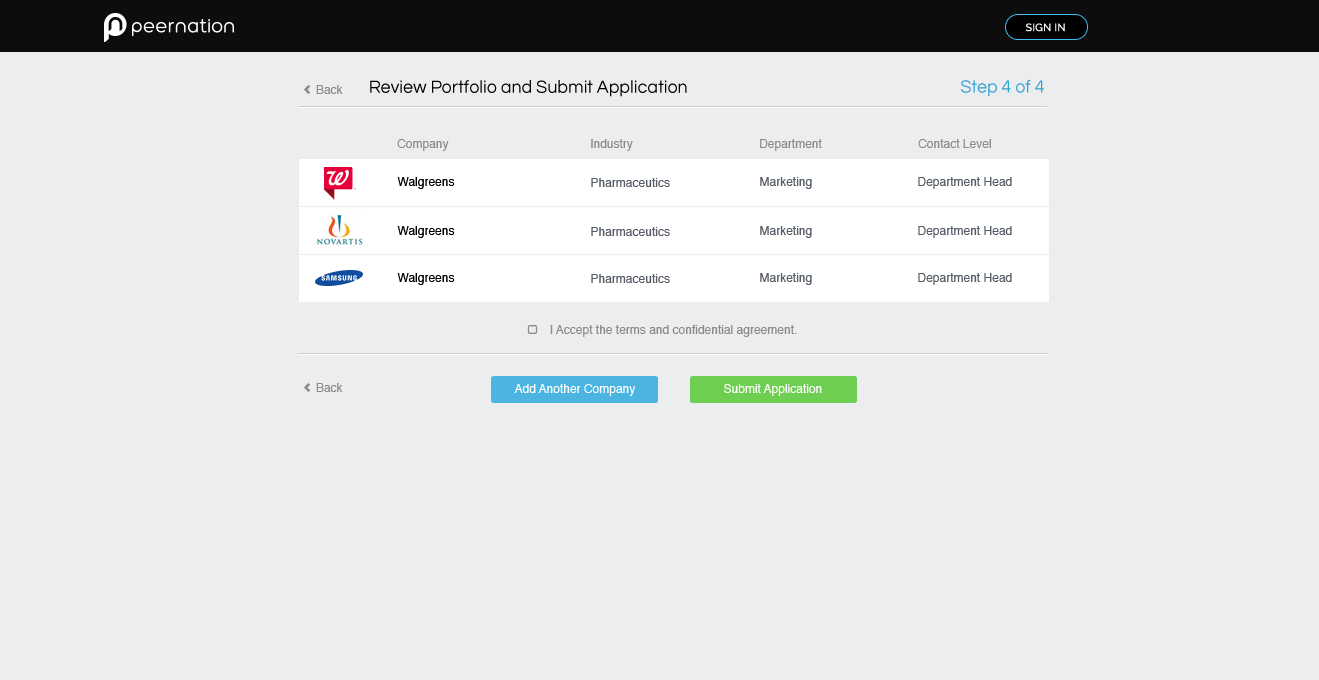 peernation
SIGN IN
Back Review Portfolio and Submit Application Step 4 of 4
Company Industry Department Contact Level
W Walgreens Pharmaceutics Marketing Department Head
NOVARTIS Walgreens Pharmaceutics Marketing Department Head
SAMSUNG Walgreens Pharmaceutics Marketing Department Head
I Accept the terms and confidential agreement.
Back Add Another Company Submit Application